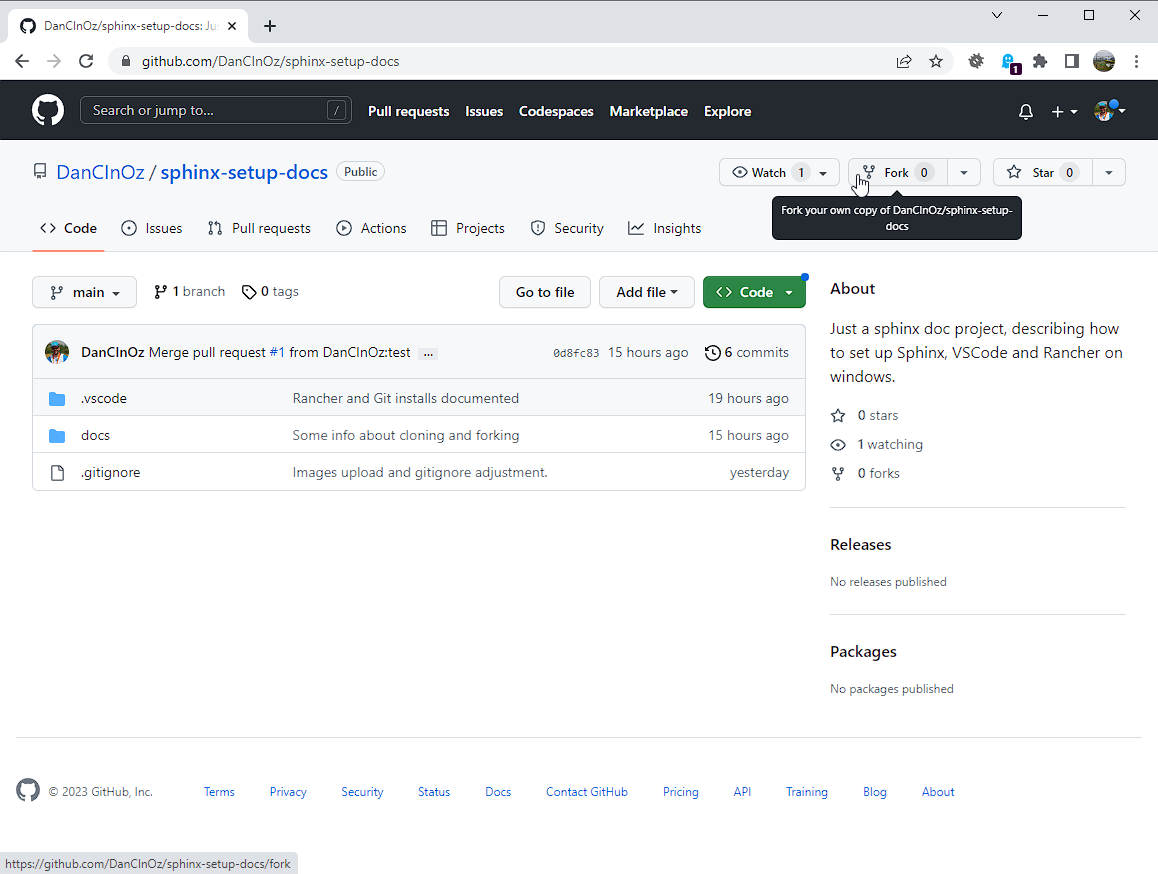 DanCInOz/sphinx-setup-docs: Ju
github.com/DanCInOz/sphinx-setup-docs
1
Search or jump to...
/
Pull requests
Issues
Codespaces
Marketplace
Explore
DanCInOz / sphinx-setup-docs
Public
Watch 1
Fork 0
Star 0
Fork your own copy of DanCInOz/sphinx-setup-
docs
Code
Issues
Pull requests
Actions
Projects
Security
Insights
main
1 branch
0 tags
Go to file
Add file
Code
DanCInOz Merge pull request #1 from DanCInOz:test ...
0d8fc83 15 hours ago
6 commits
.vscode
Rancher and Git installs documented
19 hours ago
docs
Some info about cloning and forking
15 hours ago
.gitignore
Images upload and gitignore adjustment.
yesterday
About
Just a sphinx doc project, describing how
to set up Sphinx, VSCode and Rancher on
windows.
0 stars
1 watching
0 forks
Releases
No releases published
Packages
No packages published
© 2023 GitHub, Inc.
Terms
Privacy
Security
Status
Docs
Contact GitHub
Pricing
API
Training
Blog
About
https://github.com/DanCInOz/sphinx-setup-docs/fork